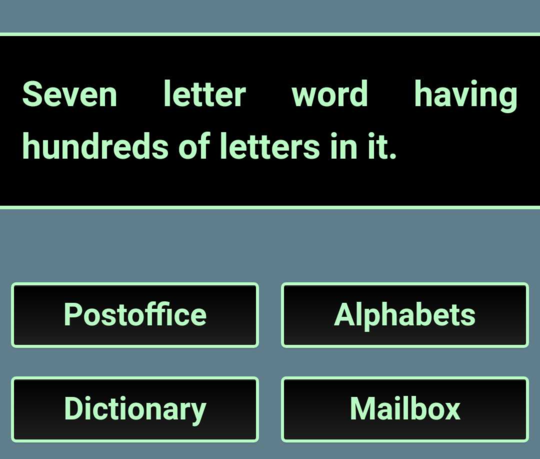 Seven letter word having
hundreds of letters in it.
Postoffice
Alphabets
Dictionary
Mailbox